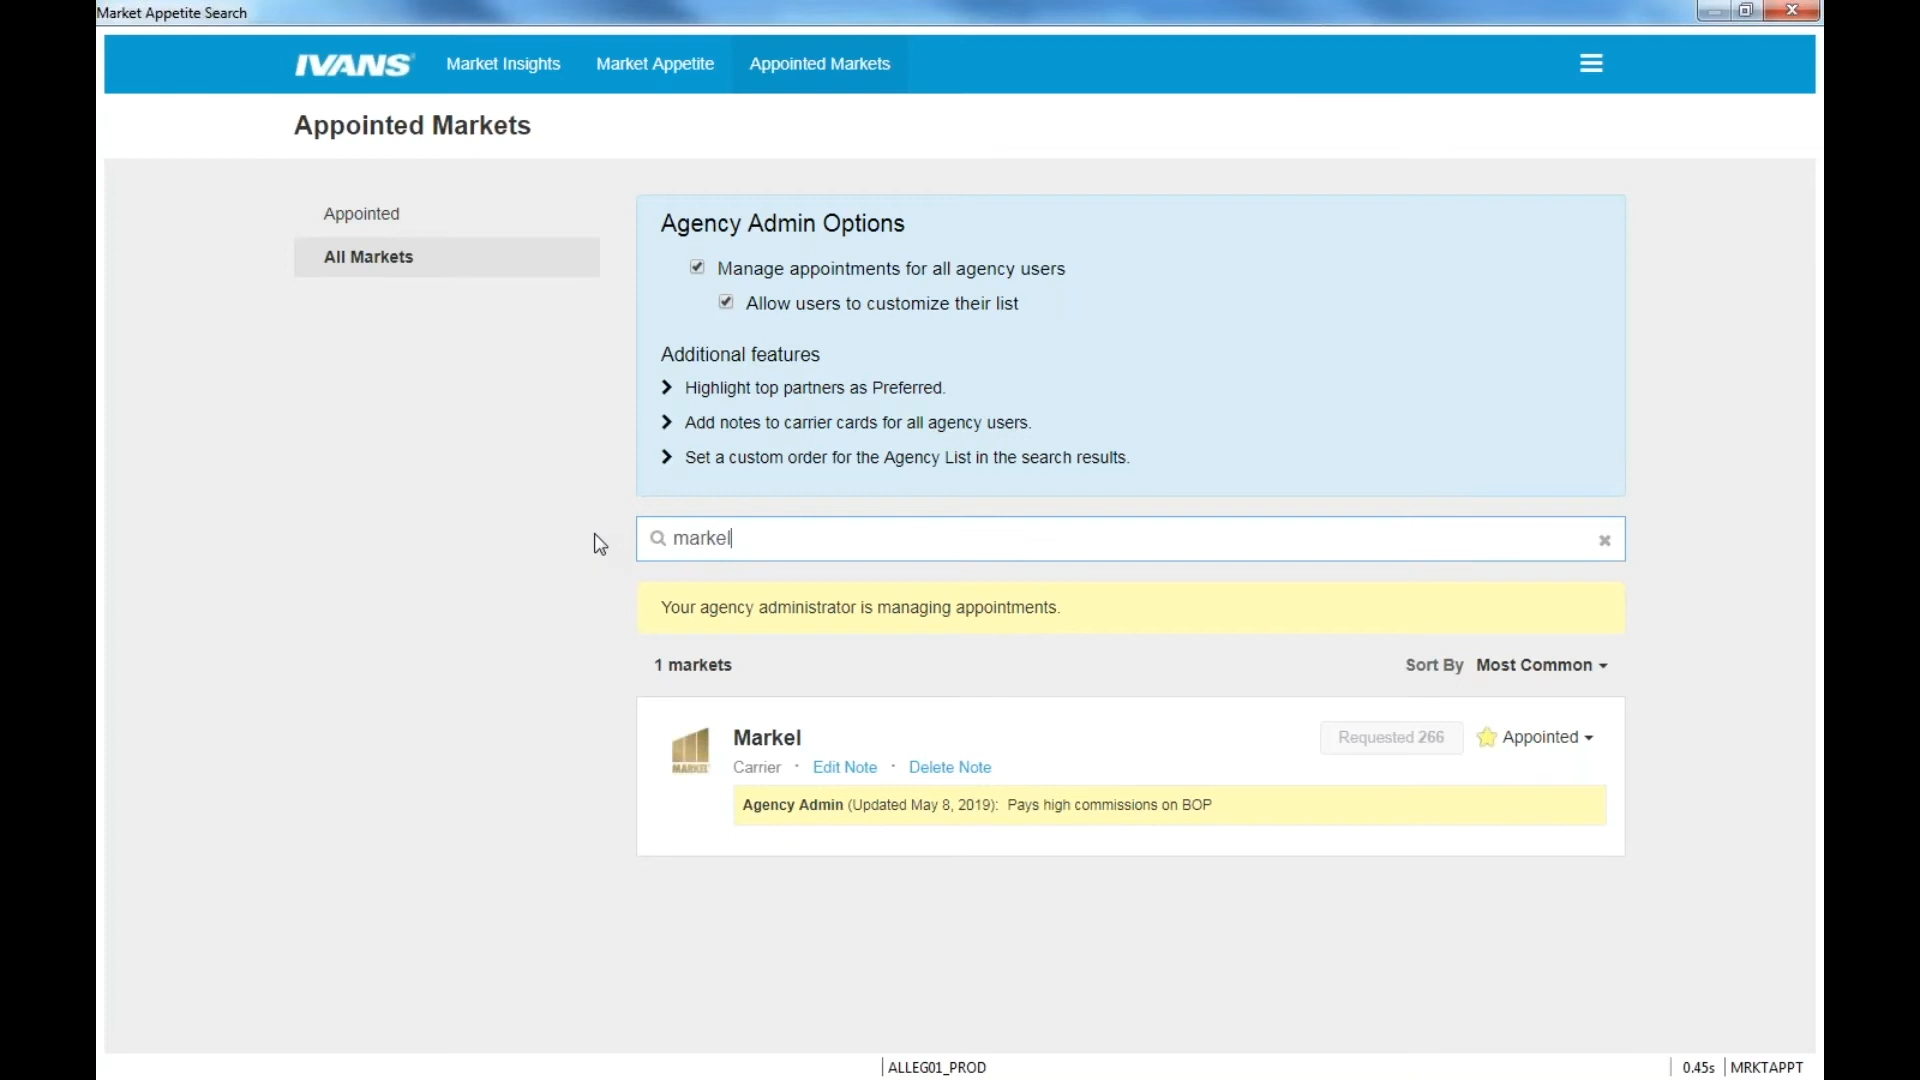 Market Appetite Search
IVANS Market Insights Market Appetite Appointed Markets
Appointed Markets
Appointed
All Markets
Agency Admin Options
Manage appointments for all agency users
Allow users to customize their list
Additional features
Highlight top partners as Preferred.
Add notes to carrier cards for all agency users.
Set a custom order for the Agency List in the search results.
markel
Your agency administrator is managing appointments.
1 markets Sort By Most Common
Markel Requested 266 Appointed
MARKEL
Carrier · Edit Note · Delete Note
Agency Admin (Updated May 8, 2019): Pays high commissions on BOP
ALLEG01_PROD 0.45s MRKTAPPT